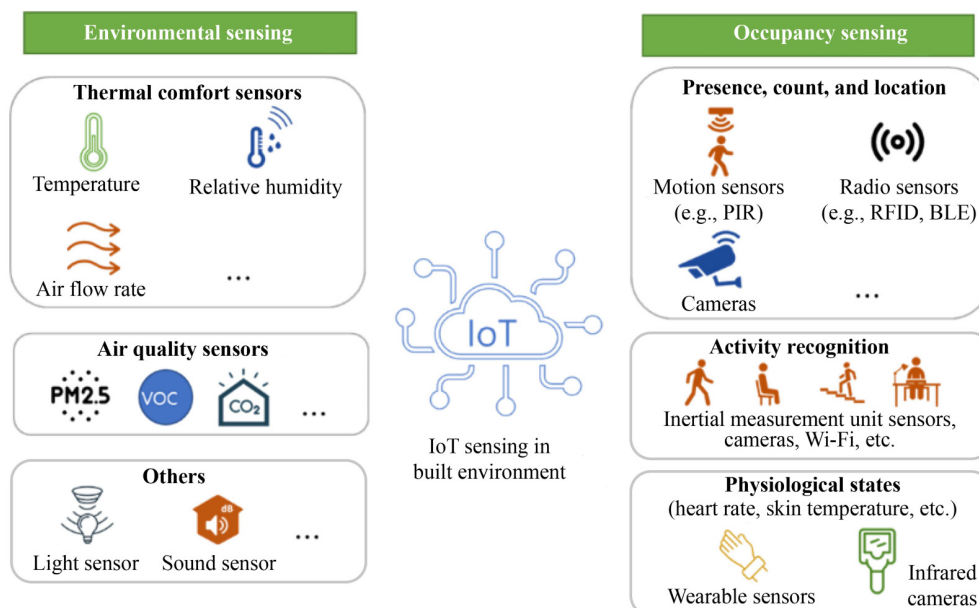 Environmental sensing
Thermal comfort sensors
Temperature
Relative humidity
Air flow rate
...
Air quality sensors
PM2.5
VOC
CO2
...
Others
dB
Light sensor
Sound sensor
...
IoT
IoT sensing in
built environment
Occupancy sensing
Presence, count, and location
Motion sensors
(e.g., PIR)
Radio sensors
(e.g., RFID, BLE)
Cameras
...
Activity recognition
Inertial measurement unit sensors,
cameras, Wi-Fi, etc.
Physiological states
(heart rate, skin temperature, etc.)
Wearable sensors
Infrared
cameras